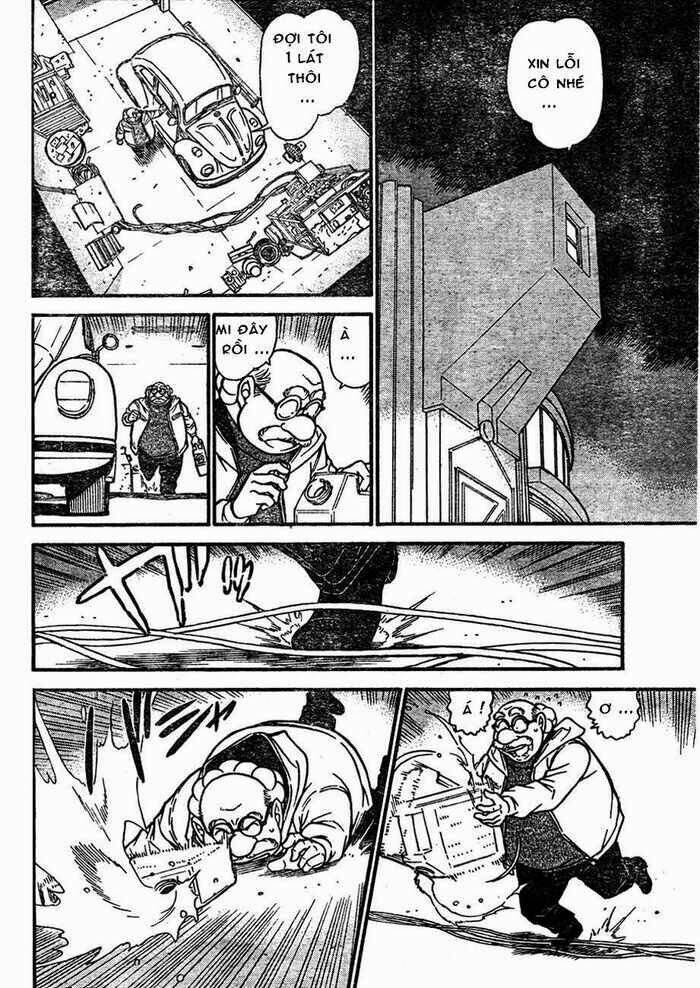 XIN LỖI
CÔ NHÉ
...
ĐỢI TÔI
1 LÁT
THÔI
...
À ...
MI ĐÂY
RỒI ...
Ơ ...
Á !